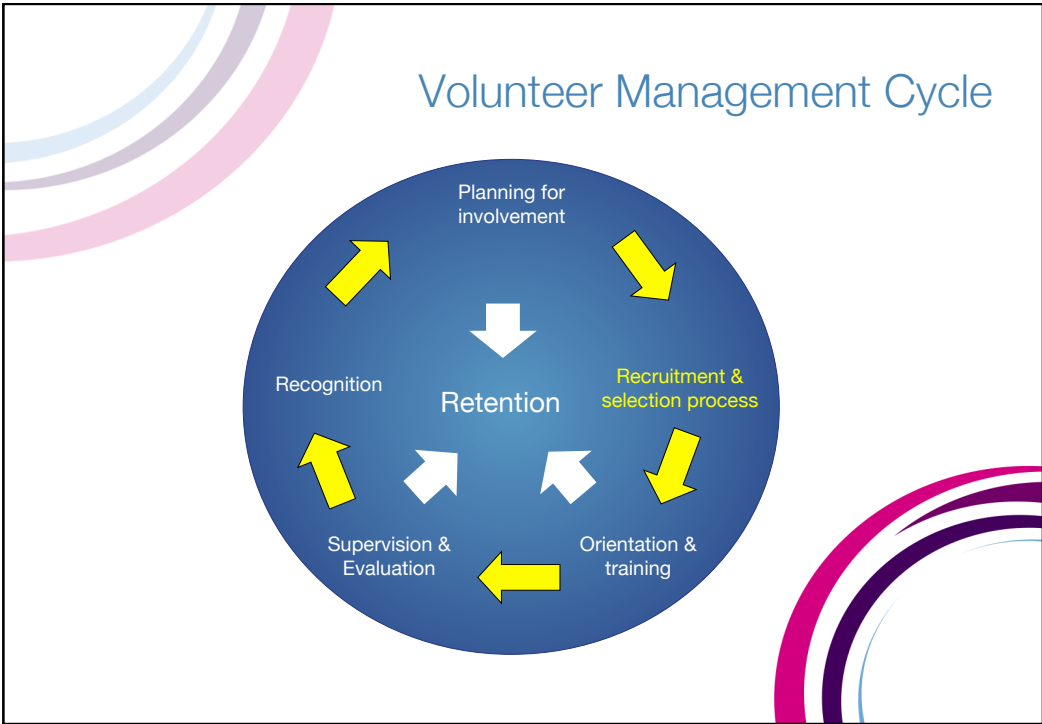 Volunteer Management Cycle
Planning for
involvement
Recruitment &
selection process
Recognition
Retention
Supervision &
Evaluation
Orientation &
training